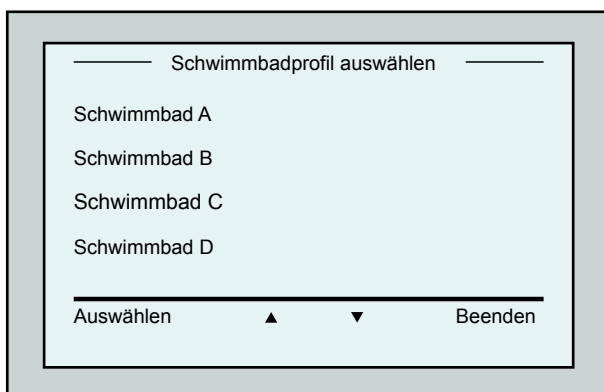 Schwimmbadprofil auswählen
Schwimmbad A
Schwimmbad B
Schwimmbad C
Schwimmbad D
Auswählen ▲ ▼ Beenden